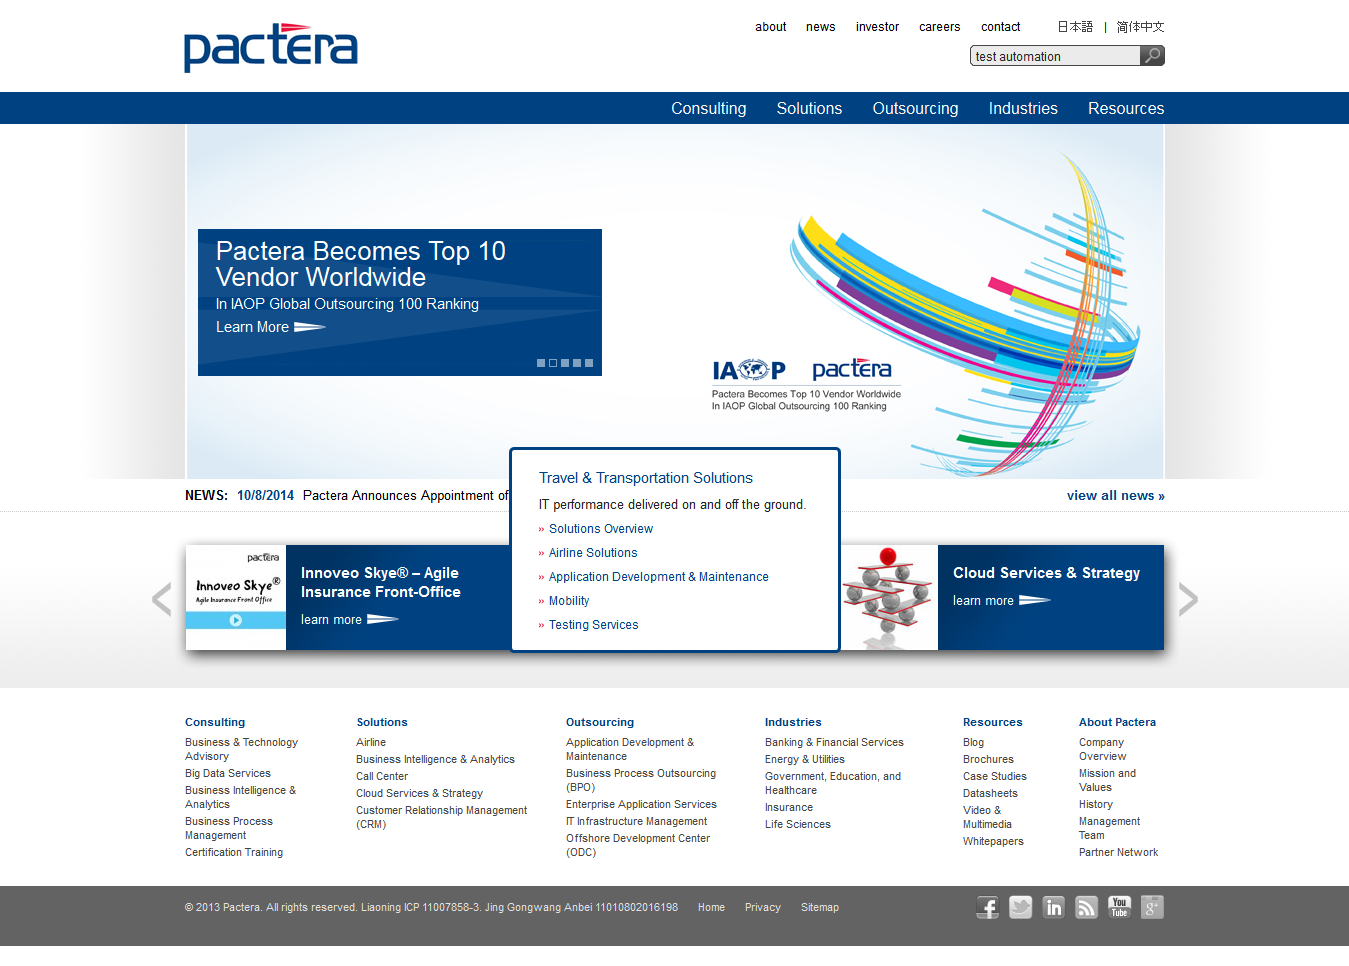 pactera
about news investor careers contact 日本語 | 简体中文
test automation
Consulting Solutions Outsourcing Industries Resources
Pactera Becomes Top 10
Vendor Worldwide
In IAOP Global Outsourcing 100 Ranking
Learn More
IAOP pactera
Pactera Becomes Top 10 Vendor Worldwide
In IAOP Global Outsourcing 100 Ranking
NEWS: 10/8/2014 Pactera Announces Appointment of
view all news »
Travel & Transportation Solutions
IT performance delivered on and off the ground.
» Solutions Overview
» Airline Solutions
» Application Development & Maintenance
» Mobility
» Testing Services
pactera
Innoveo Skye®
Agile Insurance Front Office
Innoveo Skye® – Agile
Insurance Front-Office
learn more
Cloud Services & Strategy
learn more
Consulting
Business & Technology
Advisory
Big Data Services
Business Intelligence &
Analytics
Business Process
Management
Certification Training
Solutions
Airline
Business Intelligence & Analytics
Call Center
Cloud Services & Strategy
Customer Relationship Management
(CRM)
Outsourcing
Application Development &
Maintenance
Business Process Outsourcing
(BPO)
Enterprise Application Services
IT Infrastructure Management
Offshore Development Center
(ODC)
Industries
Banking & Financial Services
Energy & Utilities
Government, Education, and
Healthcare
Insurance
Life Sciences
Resources
Blog
Brochures
Case Studies
Datasheets
Video &
Multimedia
Whitepapers
About Pactera
Company
Overview
Mission and
Values
History
Management
Team
Partner Network
© 2013 Pactera. All rights reserved. Liaoning ICP 11007858-3. Jing Gongwang Anbei 11010802016198 Home Privacy Sitemap
f in You Tube g+